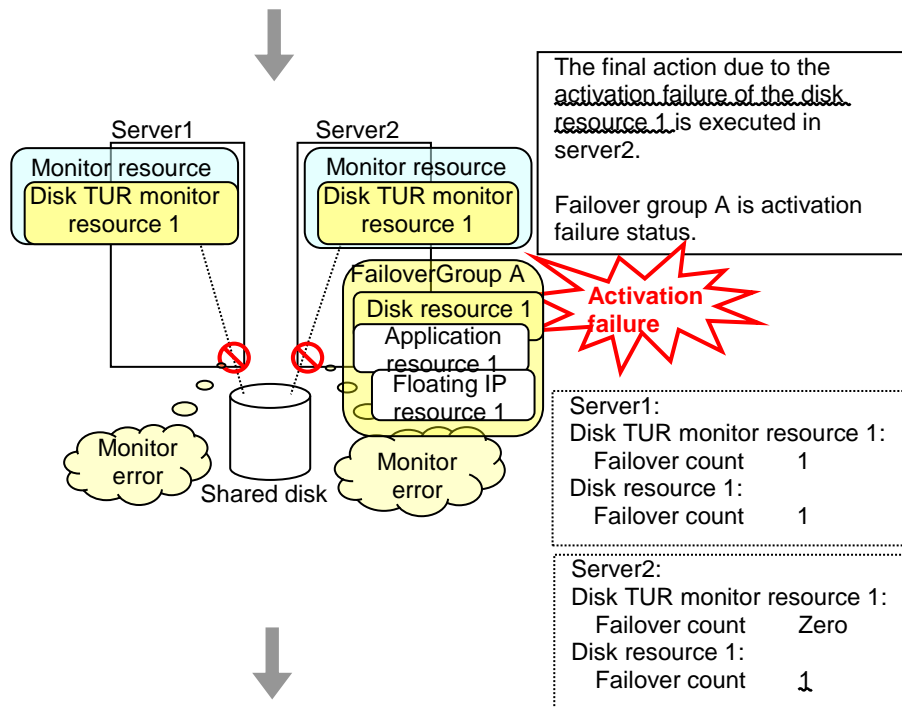 The final action due to the
activation failure of the disk
resource 1 is executed in
server2.
Failover group A is activation
failure status.
Server1
Monitor resource
Disk TUR monitor
resource 1
Server2
Monitor resource
Disk TUR monitor
resource 1
FailoverGroup A
Disk resource 1
Application
resource 1
Floating IP
resource 1
Activation
failure
Monitor
error
Shared disk
Monitor
error
Server1:
Disk TUR monitor resource 1:
Failover count 1
Disk resource 1:
Failover count 1
Server2:
Disk TUR monitor resource 1:
Failover count Zero
Disk resource 1:
Failover count 1